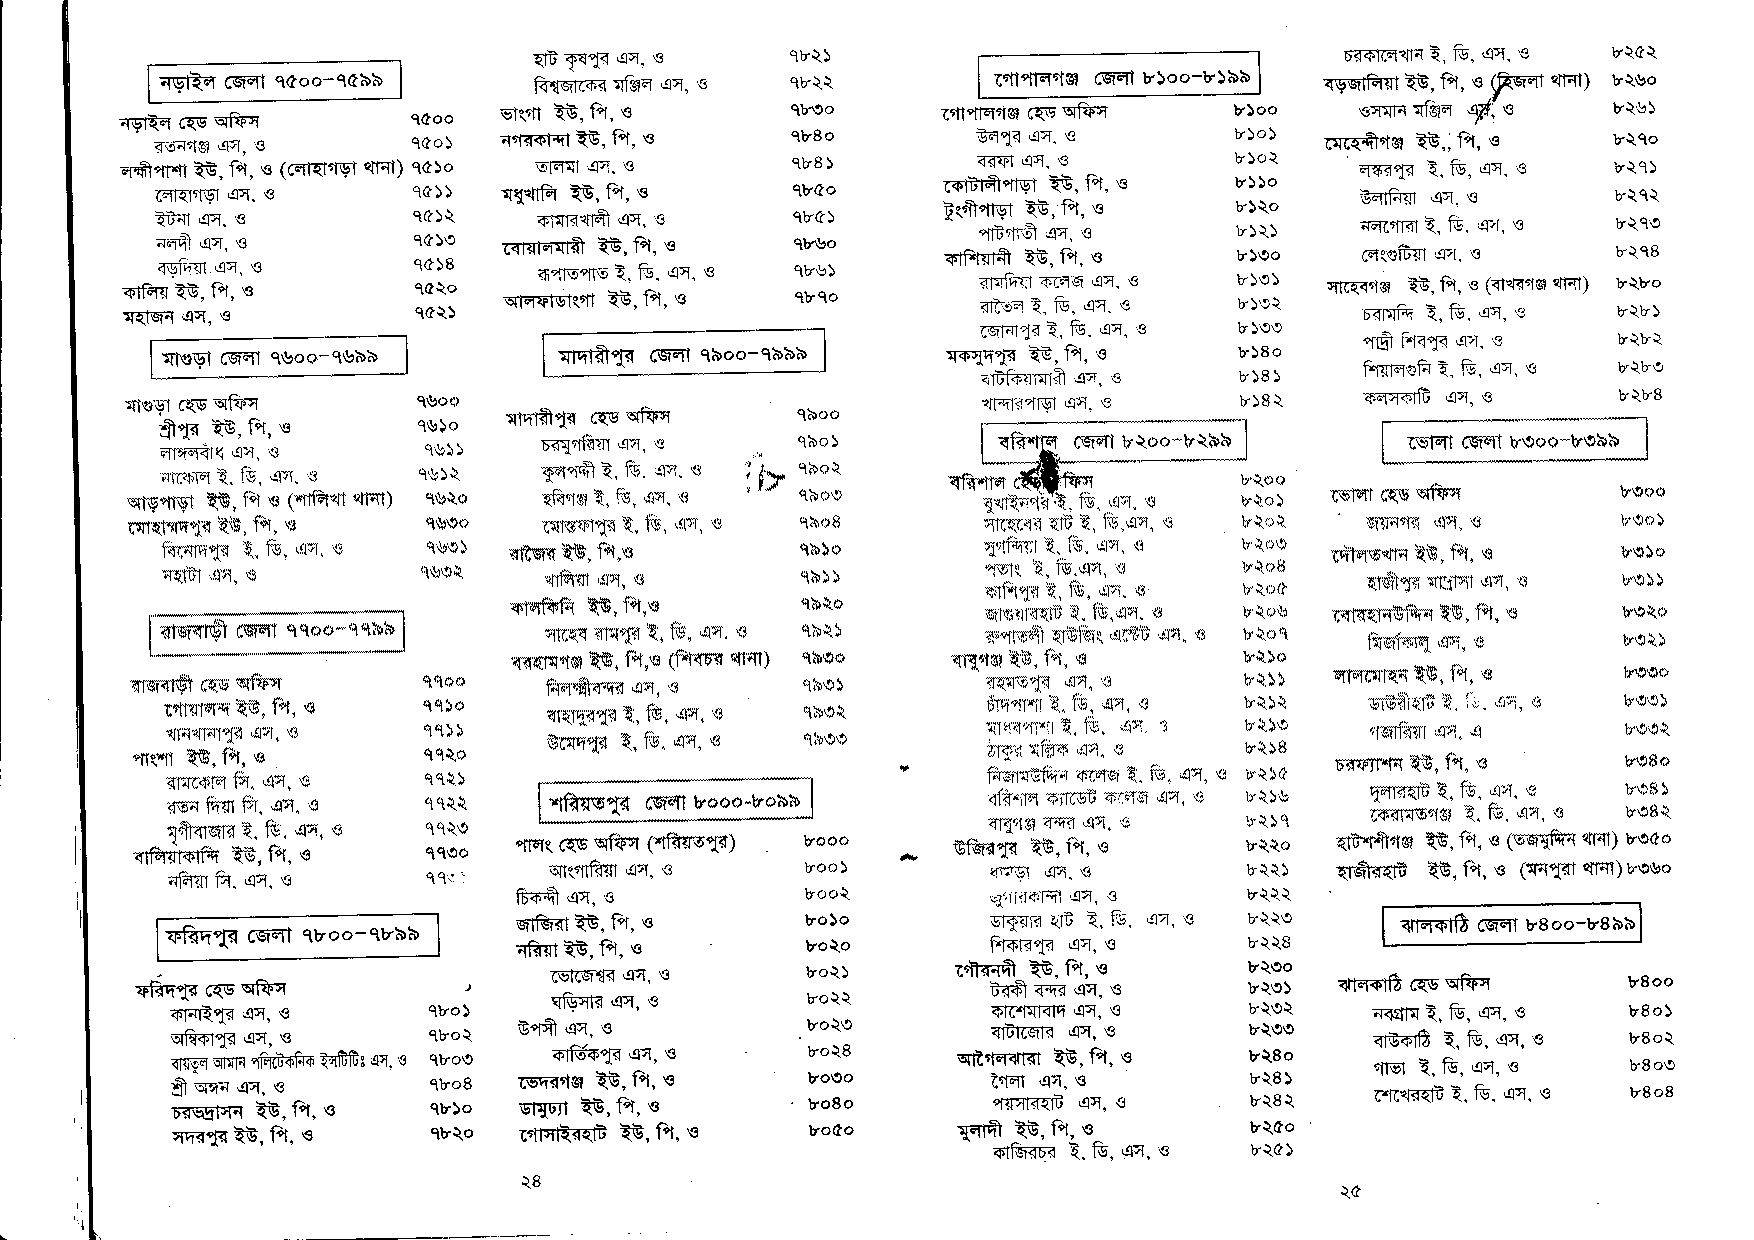 নড়াইল জেলা ৭৫০০-৭৫৯৯
নড়াইল হেড অফিস ৭৫০০
রতনগঞ্জ এস, ও ৭৫০১
লক্ষীপাশা ইউ, পি, ও (লোহাগড়া থানা) ৭৫১০
লোহাগড়া এস. ও ৭৫১১
ইটনা এস. ও ৭৫১২
নলদী এস, ও ৭৫১৩
বড়দিয়া এস, ও ৭৫১৪
কালিয় ইউ, পি, ও ৭৫২০
মহাজন এস, ও ৭৫২১
মাগুড়া জেলা ৭৬০০-৭৬৯৯
মাগুড়া হেড অফিস ৭৬০০
শ্রীপুর ইউ, পি, ও ৭৬১০
লাঙ্গলবাঁধ এস, ও ৭৬১১
নাকোল ই. ডি, এস. ও ৭৬১২
আড়পাড়া ইউ, পি ও (শালিখা থানা) ৭৬২০
মোহাম্মদপুর ইউ, পি, ও ৭৬৩০
বিনোদপুর ই, ডি, এস. ও ৭৬৩১
নহাটা এস, ও ৭৬৩২
রাজবাড়ী জেলা ৭৭০০-৭৭৯৯
রাজবাড়ী হেড অফিস ৭৭০০
গোয়ালন্দ ইউ, পি, ও ৭৭১০
খানখানাপুর এস, ও ৭৭১১
পাংশা ইউ, পি, ও ৭৭২০
রামকোল সি. এস, ও ৭৭২১
রতন দিয়া সি, এস, ও ৭৭২২
মৃগীবাজার ই. ডি. এস, ও ৭৭২৩
বালিয়াকান্দি ইউ, পি, ও ৭৭৩০
নলিয়া সি. এস, ও
ফরিদপুর জেলা ৭৮০০-৭৮৯৯
ফরিদপুর হেড অফিস
কানাইপুর এস, ও ৭৮০১
অম্বিকাপুর এস, ও ৭৮০২
বায়তুল আমান পলিটেকনিক ইন্সটিটিঃ এস, ও ৭৮০৩
শ্রী অঙ্গন এস, ও ৭৮০৪
চরভদ্রাসন ইউ, পি, ও ৭৮১০
সদরপুর ইউ, পি, ও ৭৮২০
হাট কৃষপুর এস, ও ৭৮২১
বিশ্বজাকের মঞ্জিল এস, ও ৭৮২২
ভাংগা ইউ, পি, ও ৭৮৩০
নগরকান্দা ইউ, পি, ও ৭৮৪০
তালমা এস. ও ৭৮৪১
মধুখালি ইউ, পি, ও ৭৮৫০
কামারখালী এস, ও ৭৮৫১
বোয়ালমারী ইউ, পি, ও ৭৮৬০
রূপাতপাত ই, ডি. এস, ও ৭৮৬১
আলফাডাংগা ইউ, পি, ও ৭৮৭০
মাদারীপুর জেলা ৭৯০০-৭৯৯৯
মাদারীপুর হেড অফিস ৭৯০০
চরমুগরিয়া এস, ও ৭৯০১
কুলপদ্দী ই. ডি. এস. ও ৭৯০২
হবিগঞ্জ ই, ডি, এস, ও ৭৯০৩
মোস্তফাপুর ই. ডি, এস, ও ৭৯০৪
রাজৈর ইউ, পি,ও ৭৯১০
খালিয়া এস, ও ৭৯১১
কালকিনি ইউ, পি,ও ৭৯২০
সাহেব রামপুর ই, ডি, এস. ও ৭৯২১
বরহামগঞ্জ ইউ, পি,ও (শিবচর থানা) ৭৯৩০
নিলক্ষ্মীবন্দর এস, ও ৭৯৩১
বাহাদুরপুর ই, ডি, এস, ও ৭৯৩২
উমেদপুর ই, ডি. এস, ও ৭৯৩৩
শরিয়তপুর জেলা ৮০০০-৮০৯৯
পালং হেড অফিস (শরিয়তপুর) ৮০০০
আংগারিয়া এস, ও ৮০০১
চিকন্দী এস, ও ৮০০২
জাজিরা ইউ, পি, ও ৮০১০
নরিয়া ইউ, পি, ও ৮০২০
ভোজেশ্বর এস, ও ৮০২১
ঘড়িসার এস, ও ৮০২২
উপসী এস, ও ৮০২৩
কার্তিকপুর এস, ও ৮০২৪
ভেদরগঞ্জ ইউ, পি, ও ৮০৩০
ডামুঢ্যা ইউ, পি, ও ৮০৪০
গোসাইরহাট ইউ, পি, ও ৮০৫০
২৪
গোপালগঞ্জ জেলা ৮১০০-৮১৯৯
গোপালগঞ্জ হেড অফিস ৮১০০
উলপুর এস. ও ৮১০১
বরফা এস, ও ৮১০২
কোটালীপাড়া ইউ, পি, ও ৮১১০
টুংগীপাড়া ইউ, পি, ও ৮১২০
পাটগাতী এস, ও ৮১২১
কাশিয়ানী ইউ, পি, ও ৮১৩০
রামদিয়া কলেজ এস, ও ৮১৩১
রাতৈল ই, ডি, এস. ও ৮১৩২
জোনাপুর ই, ডি. এস, ও ৮১৩৩
মকসুদপুর ইউ, পি, ও ৮১৪০
বাটকিয়ামারী এস, ও ৮১৪১
খান্দারপাড়া এস, ও ৮১৪২
বরিশাল জেলা ৮২০০-৮২৯৯
বরিশাল অফিস ৮২০০
বুখাইনগর ই. ডি, এস, ও ৮২০১
সাহেবের হাট ই, ডি,এস, ও ৮২০২
সুগন্দিয়া ই. ডি. এস, ও ৮২০৩
পতাং ই, ডি.এস, ও ৮২০৪
কাশিপুর ই, ডি, এস. ও ৮২০৫
জাগুয়ারহাট ই. ডি,এস. ও ৮২০৬
রুপাতলী হাউজিং এস্টেট এস. ও ৮২০৭
বাবুগঞ্জ ইউ, পি, ও ৮২১০
রহমতপুর এস, ও ৮২১১
চাঁদপাশা ই. ডি, এস, ও ৮২১২
মাধবপাশা ই. ডি. এস. ও ৮২১৩
ঠাকুর মল্লিক এস, ও ৮২১৪
নিজামউদ্দিন কলেজ ই. ডি, এস, ও ৮২১৫
বরিশাল ক্যাডেট কলেজ এস, ও ৮২১৬
বাবুগঞ্জ বন্দর এস, ও ৮২১৭
উজিরপুর ইউ, পি, ও ৮২২০
ধামুড়া এস, ও ৮২২১
জুগারকান্দা এস, ও ৮২২২
ডাকুয়ার হাট ই, ডি. এস, ও ৮২২৩
শিকারপুর এস, ও ৮২২৪
গৌরনদী ইউ, পি, ও ৮২৩০
টরকী বন্দর এস, ও ৮২৩১
কাশেমাবাদ এস, ও ৮২৩২
বাটাজোর এস, ও ৮২৩৩
আগৈলঝারা ইউ, পি, ও ৮২৪০
গৈলা এস, ও ৮২৪১
পয়সারহাট এস, ও ৮২৪২
মুলাদী ইউ, পি, ও ৮২৫০
কাজিরচর ই. ডি, এস, ও ৮২৫১
চরকালেখান ই, ডি, এস, ও ৮২৫২
বড়জালিয়া ইউ, পি, ও (হিজলা থানা) ৮২৬০
ওসমান মঞ্জিল এস, ও ৮২৬১
মেহেন্দীগঞ্জ ইউ,, পি, ও ৮২৭০
লস্করপুর ই. ডি, এস, ও ৮২৭১
উলানিয়া এস, ও ৮২৭২
নলগোরা ই. ডি, এস, ও ৮২৭৩
লেংগুটিয়া এস, ও ৮২৭৪
সাহেবগঞ্জ ইউ, পি, ও (বাখরগঞ্জ থানা) ৮২৮০
চরামদ্দি ই, ডি. এস, ও ৮২৮১
পাদ্রী শিবপুর এস, ও ৮২৮২
শিয়ালগুনি ই. ডি, এস, ও ৮২৮৩
কলসকাটি এস, ও ৮২৮৪
ভোলা জেলা ৮৩০০-৮৩৯৯
ভোলা হেড অফিস ৮৩০০
জয়নগর এস, ও ৮৩০১
দৌলতখান ইউ, পি, ও ৮৩১০
হাজীপুর মাদ্রাসা এস, ও ৮৩১১
বোরহানউদ্দিন ইউ, পি, ও ৮৩২০
মির্জাকালু এস, ও ৮৩২১
লালমোহন ইউ, পি, ও ৮৩৩০
ডাউরীহাট ই. ডি. এস, ও ৮৩৩১
গজারিয়া এস. এ ৮৩৩২
চরফ্যাশন ইউ, পি, ও ৮৩৪০
দুলারহাট ই, ডি, এস, ও ৮৩৪১
কেরামতগঞ্জ ই. ডি, এস, ও ৮৩৪২
হাটশশীগঞ্জ ইউ, পি, ও (তজমুদ্দিন থানা) ৮৩৫০
হাজীরহাট ইউ, পি, ও (মনপুরা থানা) ৮৩৬০
ঝালকাঠি জেলা ৮৪০০-৮৪৯৯
ঝালকাঠি হেড অফিস ৮৪০০
নবগ্রাম ই, ডি, এস, ও ৮৪০১
বাউকাঠি ই, ডি, এস, ও ৮৪০২
গাভা ই, ডি, এস, ও ৮৪০৩
শেখেরহাট ই. ডি. এস, ও ৮৪০৪
২৫